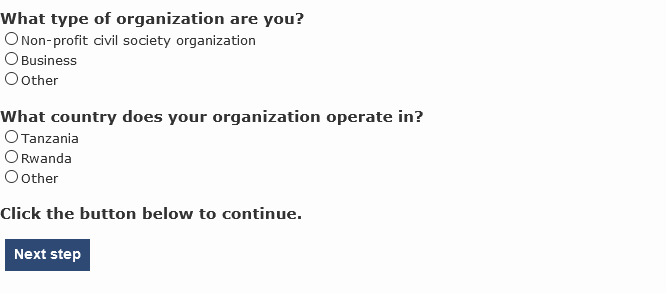 What type of organization are you?
Non-profit civil society organization
Business
Other
What country does your organization operate in?
Tanzania
Rwanda
Other
Click the button below to continue.
Next step